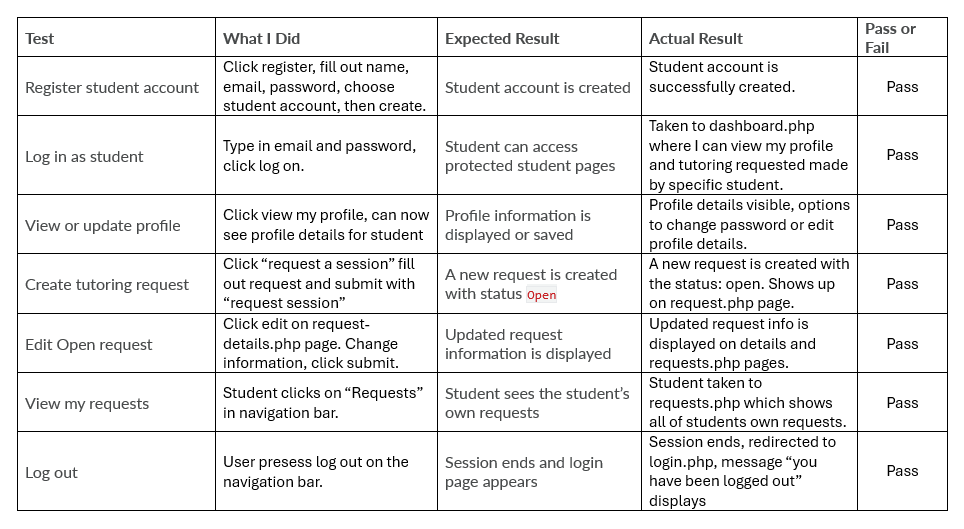 Test
What I Did
Expected Result
Actual Result
Pass or
Fail
Register student account
Click register, fill out name,
email, password, choose
student account, then create.
Student account is created
Student account is
successfully created.
Pass
Log in as student
Type in email and password,
click log on.
Student can access
protected student pages
Taken to dashboard.php
where I can view my profile
and tutoring requested made
by specific student.
Pass
View or update profile
Click view my profile, can now
see profile details for student
Profile information is
displayed or saved
Profile details visible, options
to change password or edit
profile details.
Pass
Create tutoring request
Click “request a session” fill
out request and submit with
“request session”
A new request is created
with status Open
A new request is created with
the status: open. Shows up
on request.php page.
Pass
Edit Open request
Click edit on request-
details.php page. Change
information, click submit.
Updated request
information is displayed
Updated request info is
displayed on details and
requests.php pages.
Pass
View my requests
Student clicks on “Requests”
in navigation bar.
Student sees the student’s
own requests
Student taken to
requests.php which shows
all of students own requests.
Pass
Log out
User presess log out on the
navigation bar.
Session ends and login
page appears
Session ends, redirected to
login.php, message “you
have been logged out”
displays
Pass